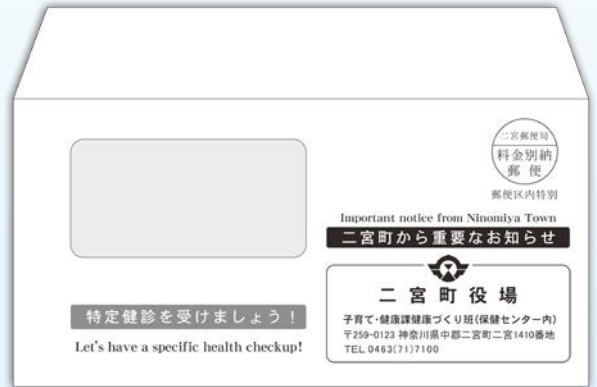 二宮郵便局
料金別納
郵便
郵便区内特別
Important notice from Ninomiya Town
二宮町から重要なお知らせ
二宮町役場
子育て・健康課健康づくり班(保健センター内)
〒259-0123 神奈川県中郡二宮町二宮1410番地
TEL 0463(71)7100
特定健診を受けましょう！
Let's have a specific health checkup!